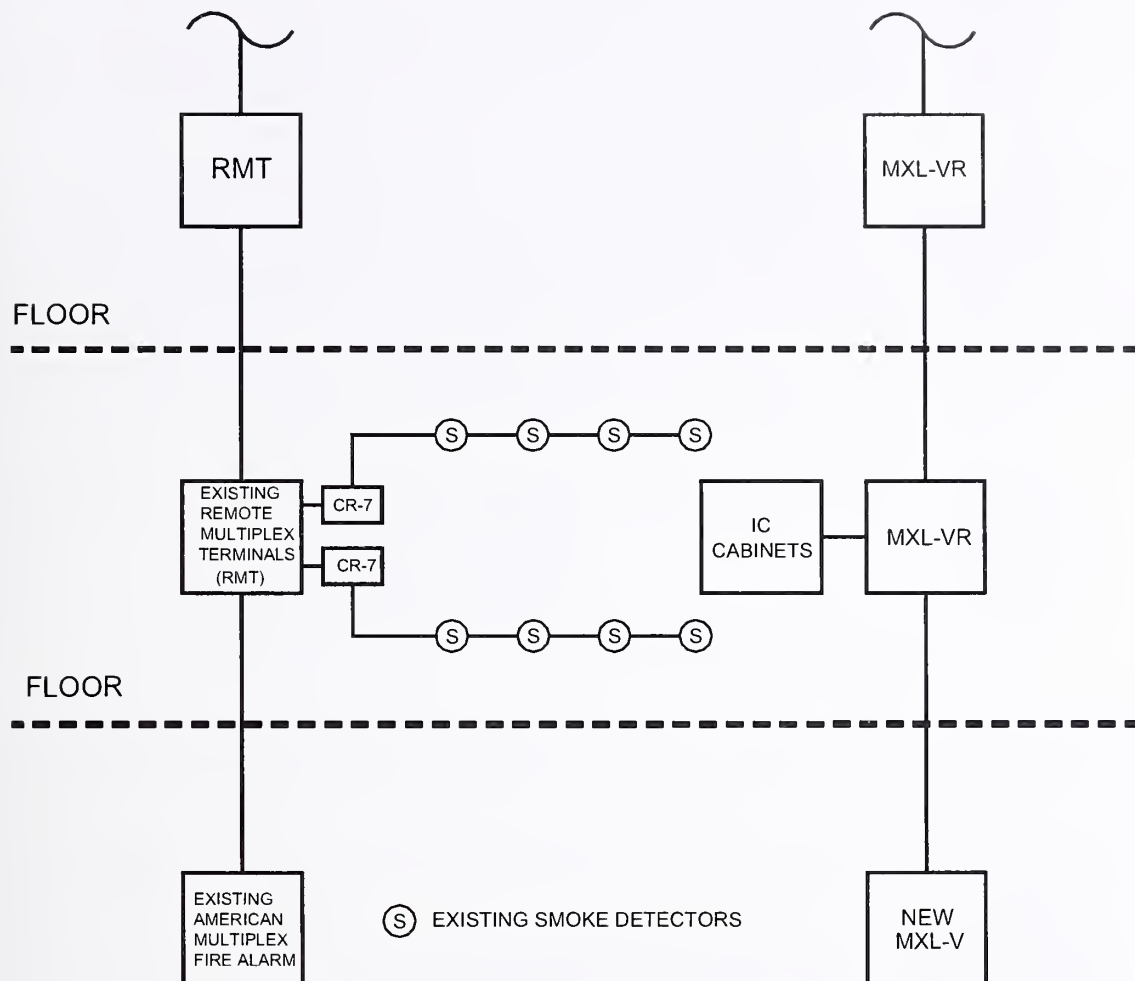 RMT
MXL-VR
FLOOR
S S S S
EXISTING
REMOTE
MULTIPLEX
TERMINALS
(RMT)
CR-7
CR-7
IC
CABINETS
MXL-VR
S S S S
FLOOR
EXISTING
AMERICAN
MULTIPLEX
FIRE ALARM
S EXISTING SMOKE DETECTORS
NEW
MXL-V